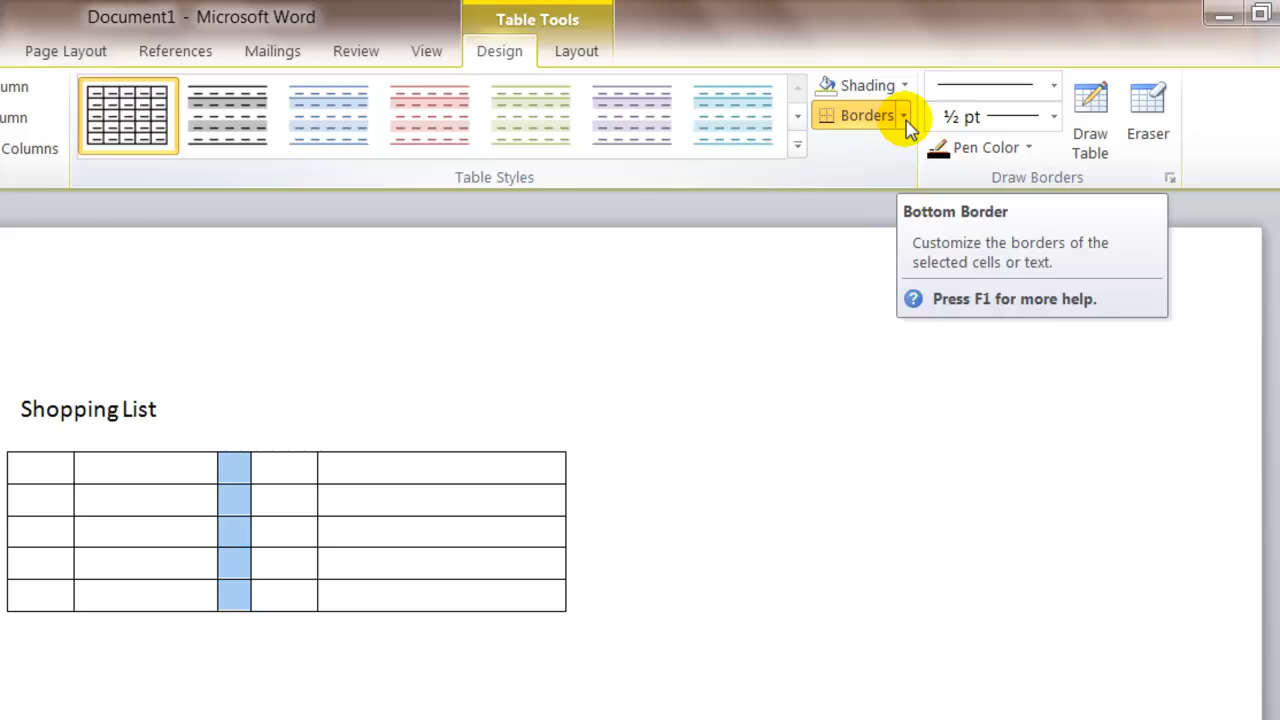 Document1 - Microsoft Word
Table Tools
Page Layout References Mailings Review View Design Layout
umn
umn
Columns
Shading
Borders
½ pt
Pen Color
Draw
Table
Eraser
Table Styles
Draw Borders
Bottom Border
Customize the borders of the
selected cells or text.
Press F1 for more help.
Shopping List